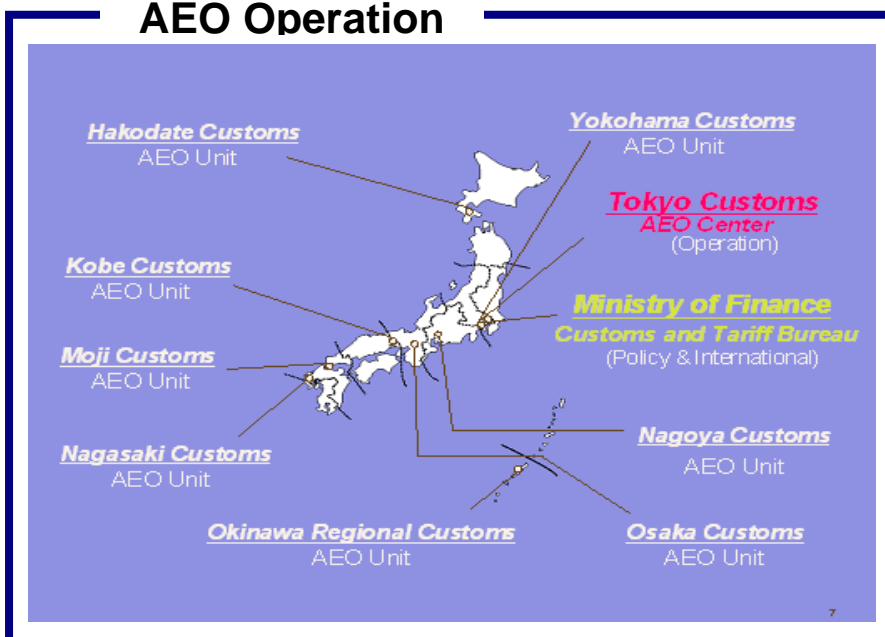 AEO Operation
Hakodate Customs
AEO Unit
Yokohama Customs
AEO Unit
Tokyo Customs
AEO Center
(Operation)
Kobe Customs
AEO Unit
Ministry of Finance
Customs and Tariff Bureau
(Policy & International)
Moji Customs
AEO Unit
Nagasaki Customs
AEO Unit
Nagoya Customs
AEO Unit
Okinawa Regional Customs
AEO Unit
Osaka Customs
AEO Unit
7